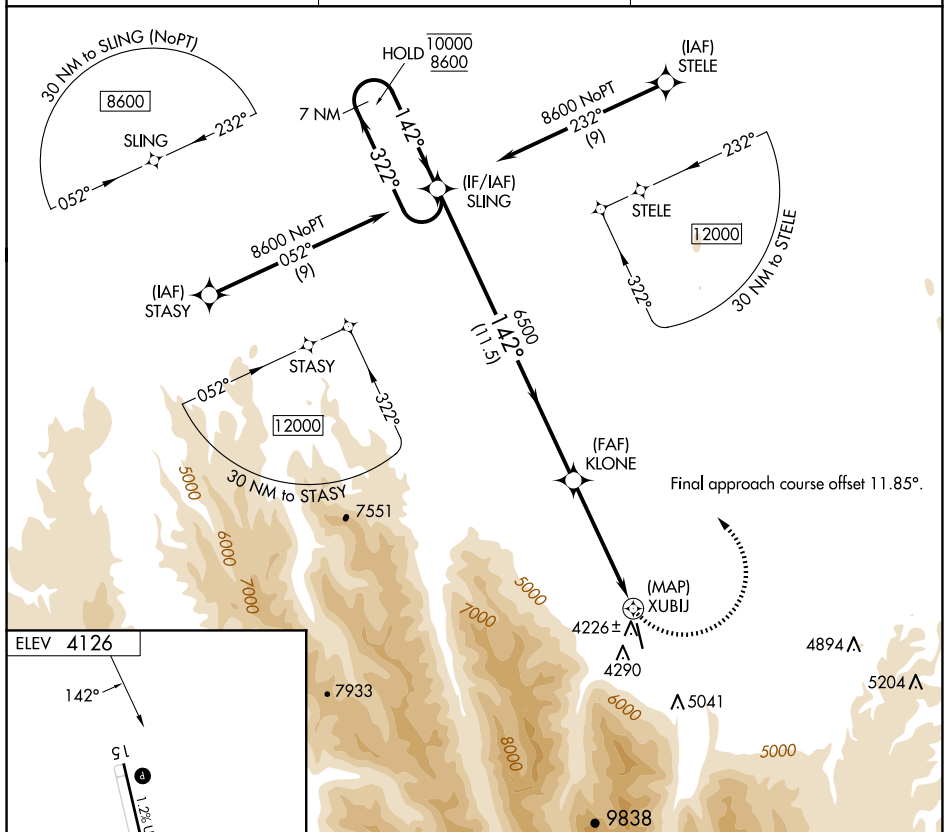 30 NM to SLING (NoPT)
8600
SLING
052°
232°
HOLD
10000
8600
7 NM
142°
322°
(IAF)
STELE
8600 NoPT
232°
(9)
(IF/IAF)
SLING
232°
STELE
12000
322°
30 NM to STELE
8600 NoPT
052°
(9)
(IAF)
STASY
6500
142°
(11.5)
STASY
052°
322°
12000
30 NM to STASY
(FAF)
KLONE
Final approach course offset 11.85°.
5000
7551
6000
7000
5000
7000
(MAP)
XUBIJ
4226±
4290
4894
5204
5041
6000
5000
7933
8000
9838
ELEV 4126
142°
15
P
1.2% U